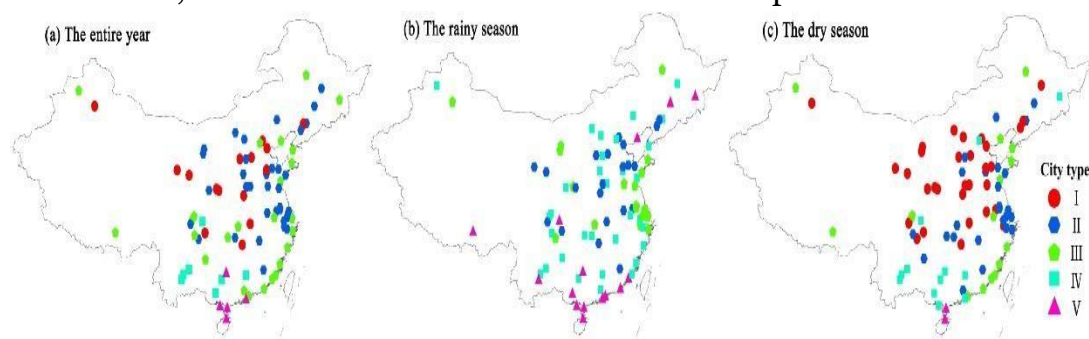 (a) The entire year
(b) The rainy season
(c) The dry season
City type
I
II
III
IV
V